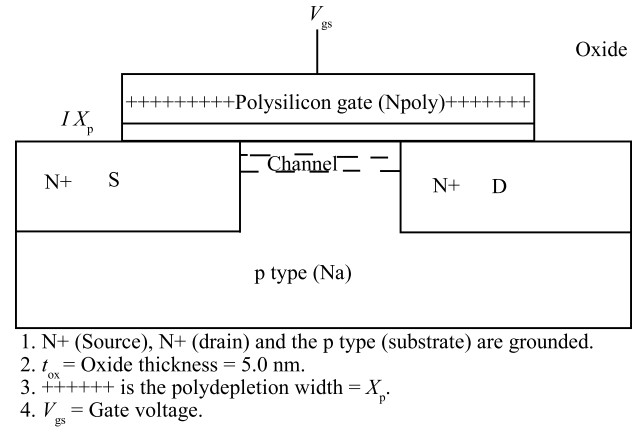 V_gs
Oxide
+++++++++Polysilicon gate (Npoly)+++++++
I X_p
Channel
N+ S
N+ D
p type (Na)
1. N+ (Source), N+ (drain) and the p type (substrate) are grounded.
2. t_ox = Oxide thickness = 5.0 nm.
3. ++++++ is the polydepletion width = X_p.
4. V_gs = Gate voltage.